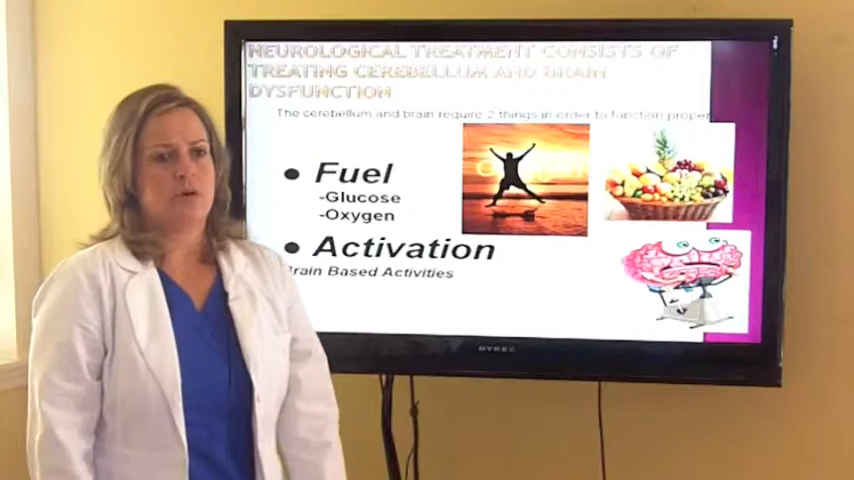 NEUROLOGICAL TREATMENT CONSISTS OF
TREATING CEREBELLUM AND BRAIN
DYSFUNCTION
The cerebellum and brain require 2 things in order to function proper
• Fuel
-Glucose
-Oxygen
• Activation
Brain Based Activities